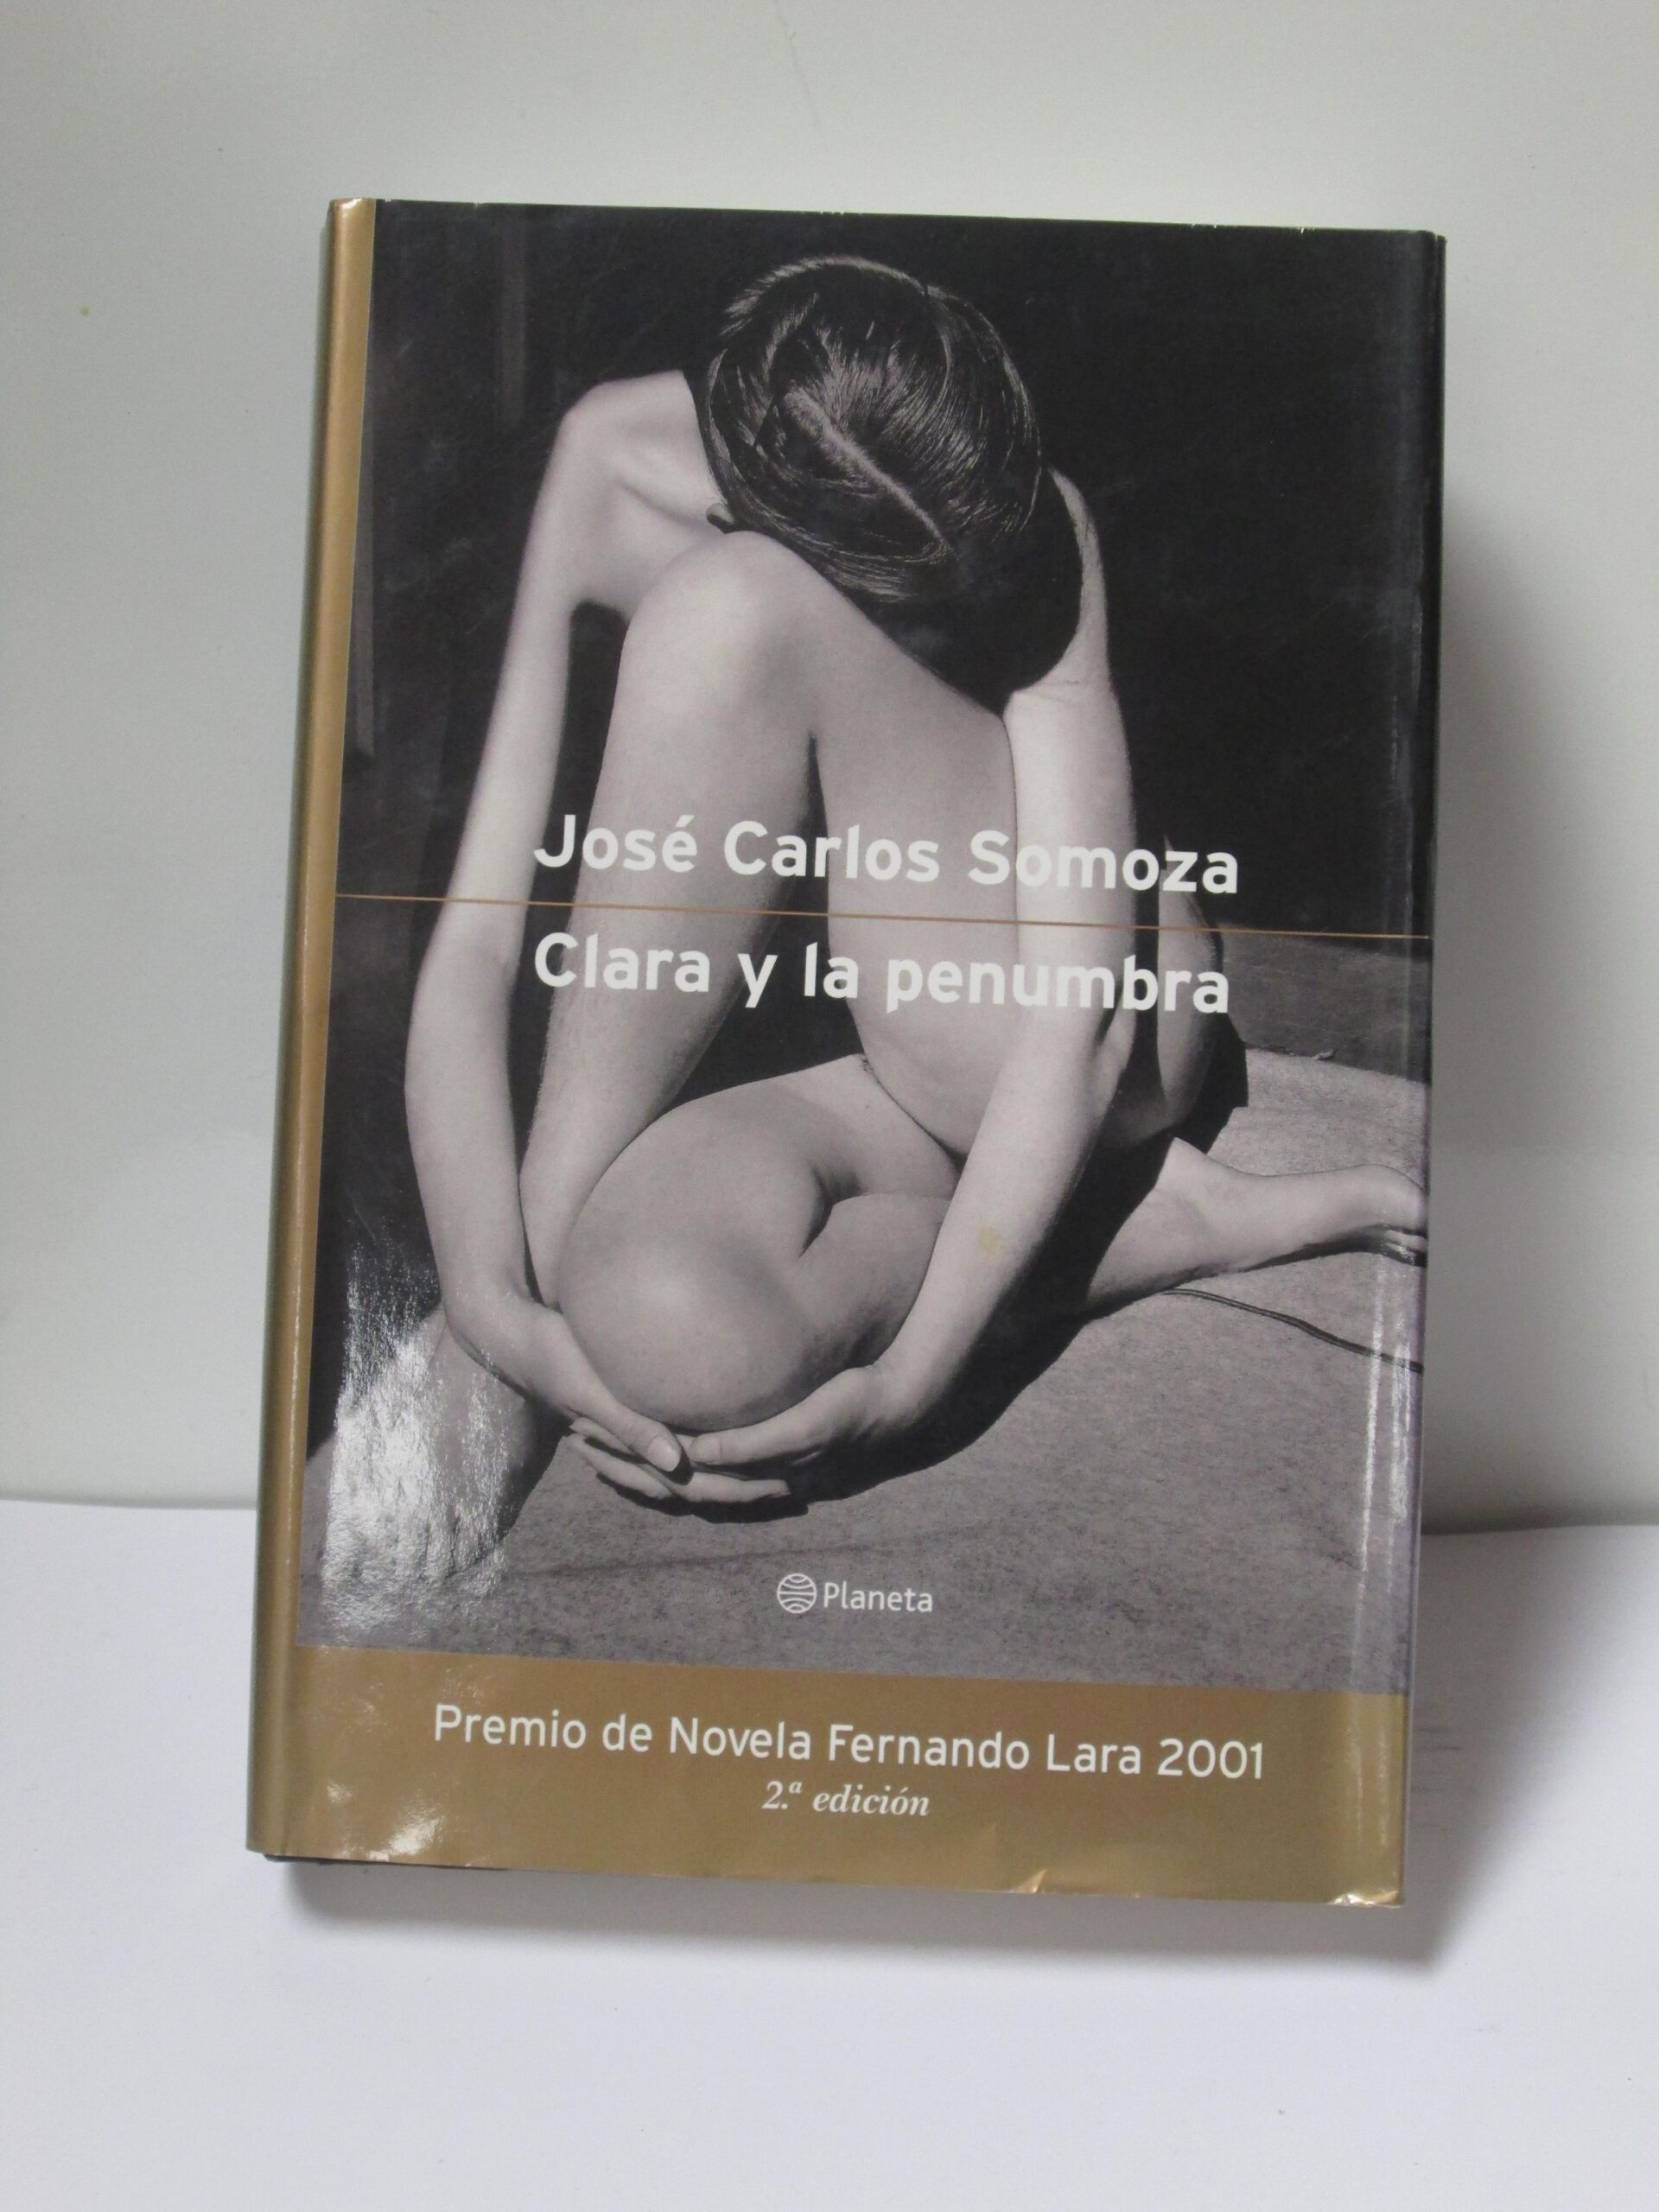 José Carlos Somoza
Clara y la penumbra
Planeta
Premio de Novela Fernando Lara 2001
2.ª edición